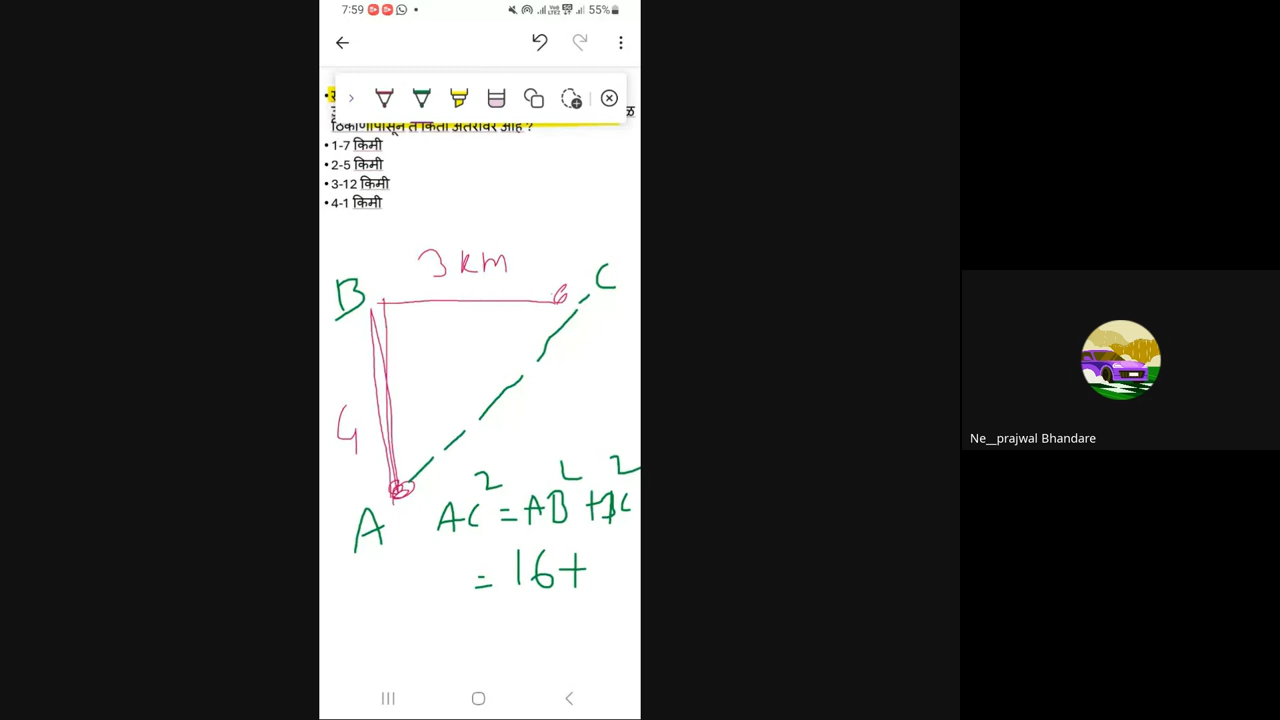 7:59 55%
ठिकाणापासून ते किती अंतरावर आहे ?
• 1-7 किमी
• 2-5 किमी
• 3-12 किमी
• 4-1 किमी
3 km
B C
4
A
AC² = AB² + BC²
= 16+
Ne__prajwal Bhandare